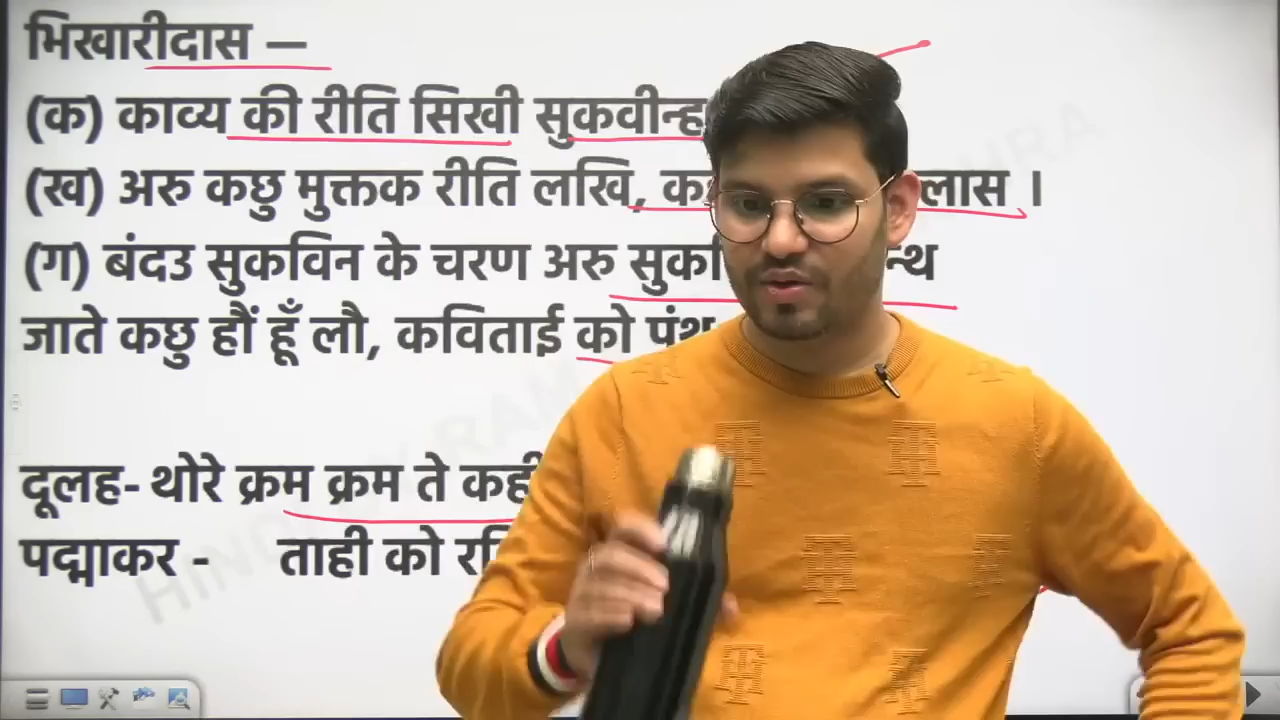 भिखारीदास —
(क) काव्य की रीति सिखी सुकवीन्ह
(ख) अरु कछु मुक्तक रीति लखि, लास ।
(ग) बंदउ सुकविन के चरण अरु न्थ
जाते कछु हौं हूँ लौ, कविताई को पंथ
दूलह- थोरे क्रम क्रम ते कही
पद्माकर - ताही को